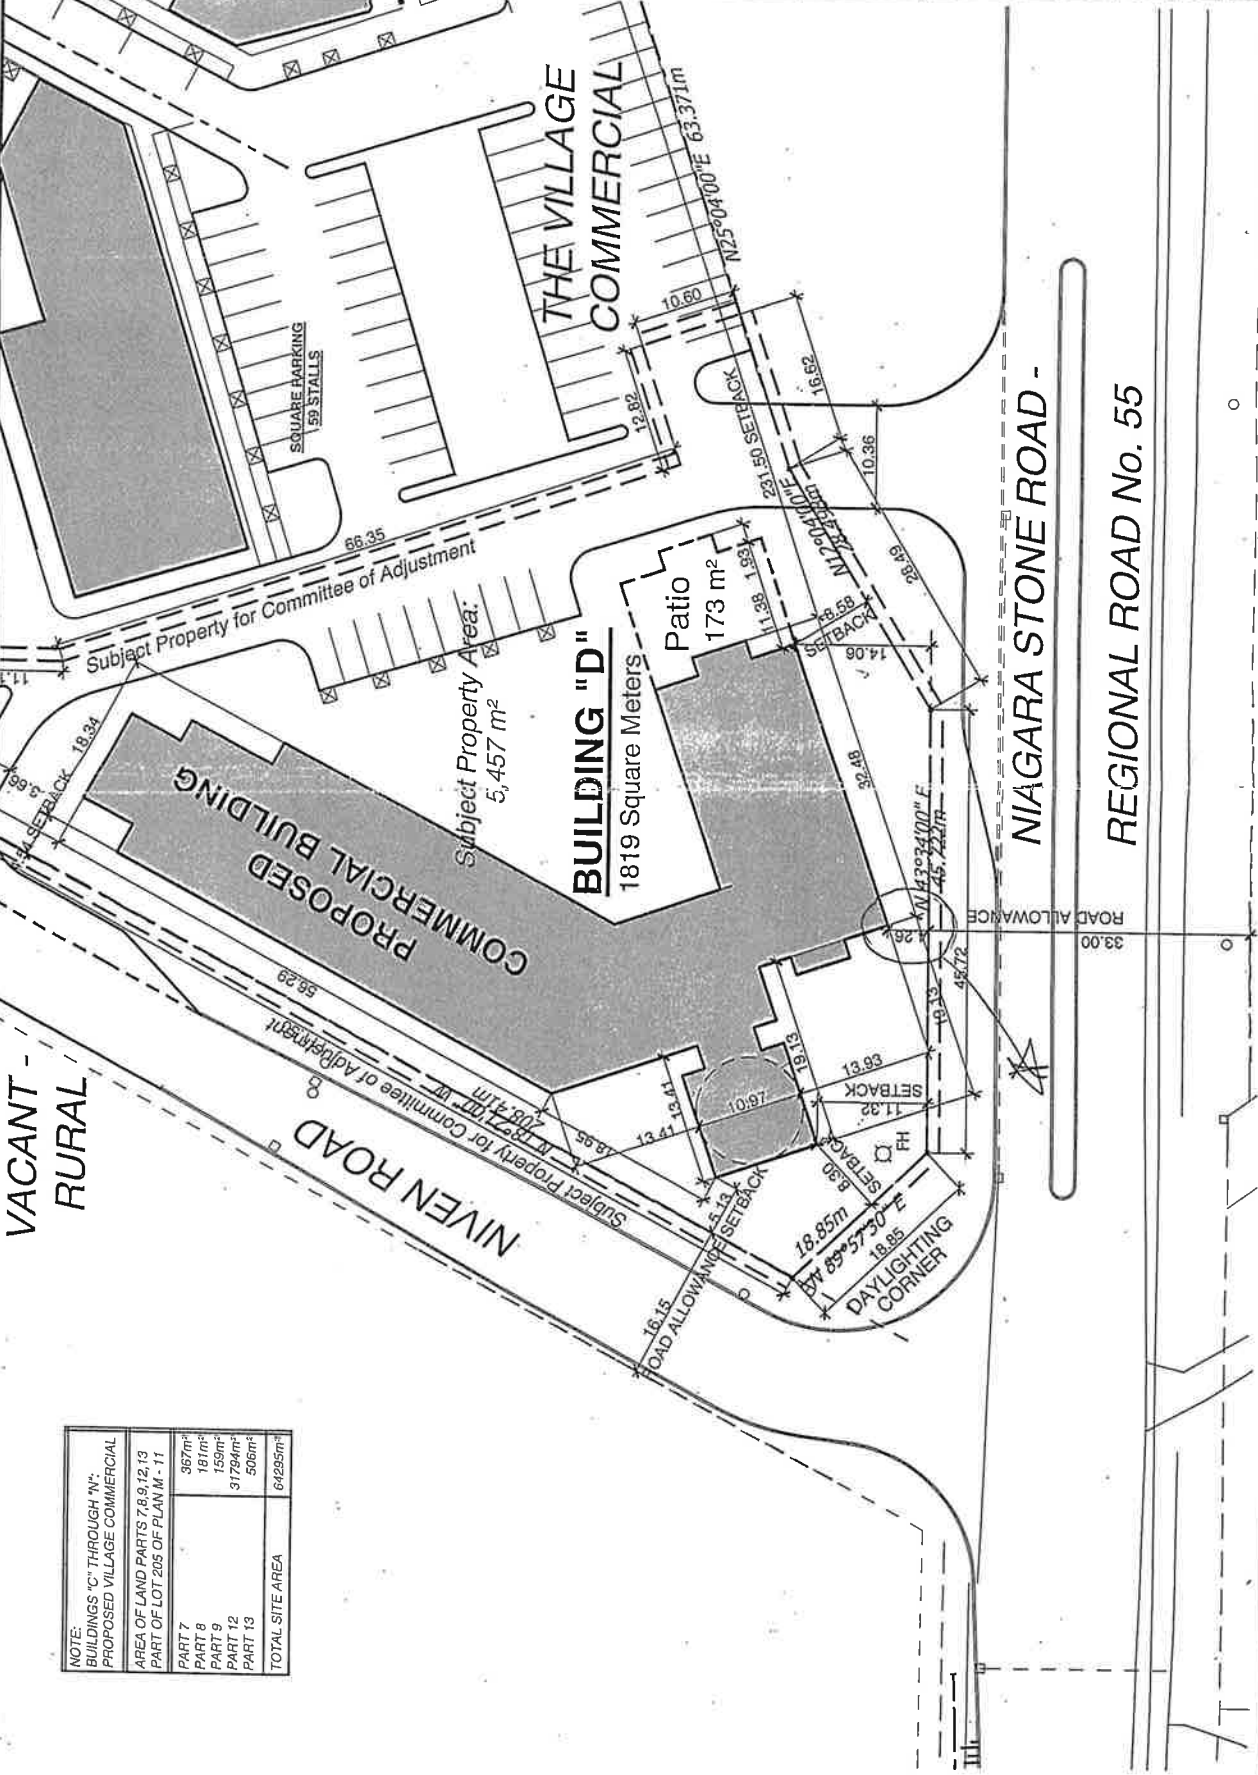 VACANT -
RURAL
NIVEN ROAD
NOTE:
BUILDINGS "C" THROUGH "N":
PROPOSED VILLAGE COMMERCIAL
AREA OF LAND PARTS 7,8,9,12,13
PART OF LOT 205 OF PLAN M - 11
PART 7 367m²
PART 8 181m²
PART 9 159m²
PART 12 31794m²
PART 13 506m²
TOTAL SITE AREA 64295m²
THE VILLAGE
COMMERCIAL
SQUARE PARKING
59 STALLS
N25°04'00"E 63.371m
10.60
12.82
16.62
10.36
231.50 SETBACK
66.35
Subject Property for Committee of Adjustment
Subject Property Area:
5,457 m²
BUILDING "D"
1819 Square Meters
Patio
173 m²
1.93
11.38
8.58
SETBACK
14.06
28.49
32.48
PROPOSED
COMMERCIAL BUILDING
18.34
3.66
SETBACK
56.29
Subject Property for Committee of Adjustment
18.95
13.41
13.41
10.97
19.13
13.93
SETBACK
11.32
FH
8.30
SETBACK
5.13
SETBACK
16.15
ROAD ALLOWANCE
18.85m
N 89°57'30" E
18.85
DAYLIGHTING
CORNER
N 43°34'00" E
45.722m
45.72
19.13
ROAD ALLOWANCE
33.00
NIAGARA STONE ROAD -
REGIONAL ROAD No. 55